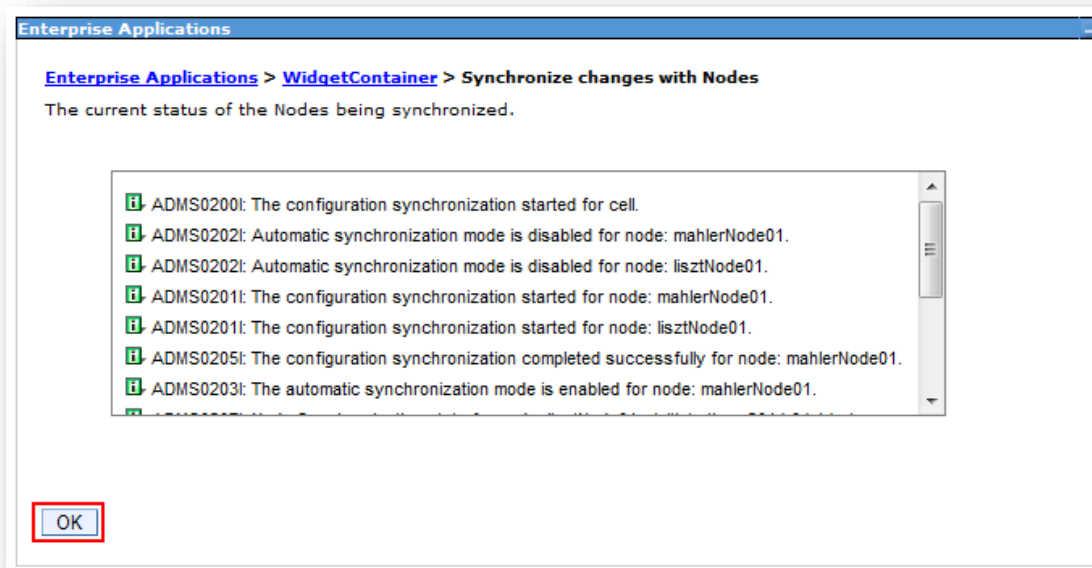 Enterprise Applications
Enterprise Applications > WidgetContainer > Synchronize changes with Nodes
The current status of the Nodes being synchronized.
ADMS0200I: The configuration synchronization started for cell.
ADMS0202I: Automatic synchronization mode is disabled for node: mahlerNode01.
ADMS0202I: Automatic synchronization mode is disabled for node: lisztNode01.
ADMS0201I: The configuration synchronization started for node: mahlerNode01.
ADMS0201I: The configuration synchronization started for node: lisztNode01.
ADMS0205I: The configuration synchronization completed successfully for node: mahlerNode01.
ADMS0203I: The automatic synchronization mode is enabled for node: mahlerNode01.
OK